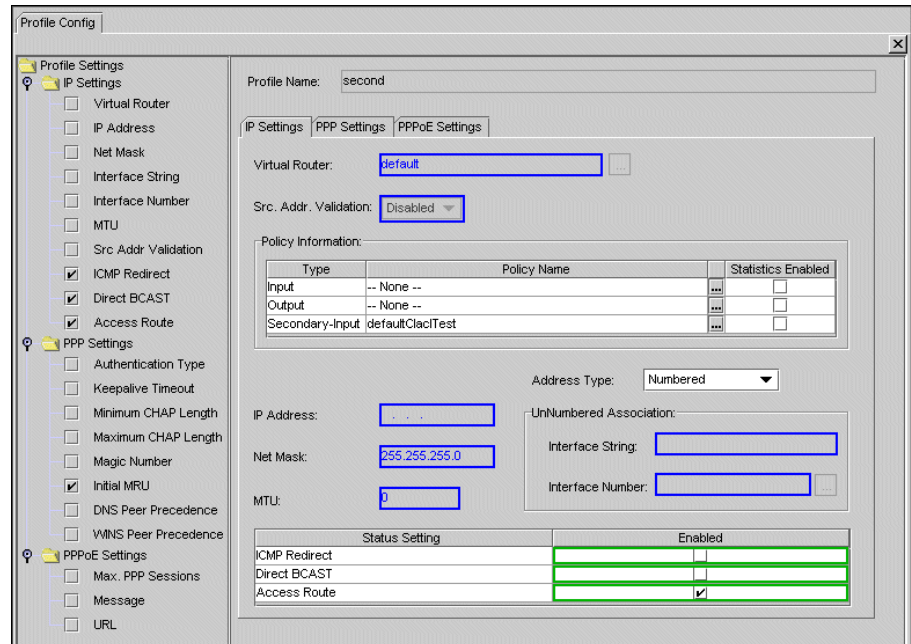 Profile Config
Profile Settings
IP Settings
Virtual Router
IP Address
Net Mask
Interface String
Interface Number
MTU
Src Addr Validation
ICMP Redirect
Direct BCAST
Access Route
PPP Settings
Authentication Type
Keepalive Timeout
Minimum CHAP Length
Maximum CHAP Length
Magic Number
Initial MRU
DNS Peer Precedence
WINS Peer Precedence
PPPoE Settings
Max. PPP Sessions
Message
URL
Profile Name: second
IP Settings PPP Settings PPPoE Settings
Virtual Router: default ...
Src. Addr. Validation: Disabled
Policy Information:
Type Policy Name Statistics Enabled
Input -- None -- ...
Output -- None -- ...
Secondary-Input defaultClaclTest ...
Address Type: Numbered
IP Address: . . .
Net Mask: 255.255.255.0
MTU: 0
UnNumbered Association:
Interface String:
Interface Number: ...
Status Setting Enabled
ICMP Redirect
Direct BCAST
Access Route